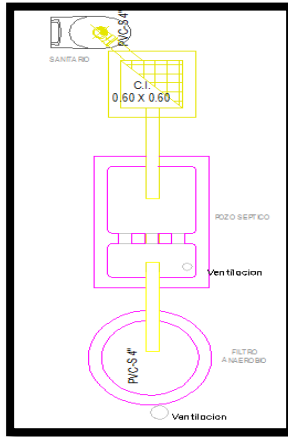 PVC-S 4"
SANITARIO
C.I.
0.60 X 0.60
POZO SEPTICO
Ventilacion
PVC-S 4"
FILTRO
ANAEROBIO
Ventilacion